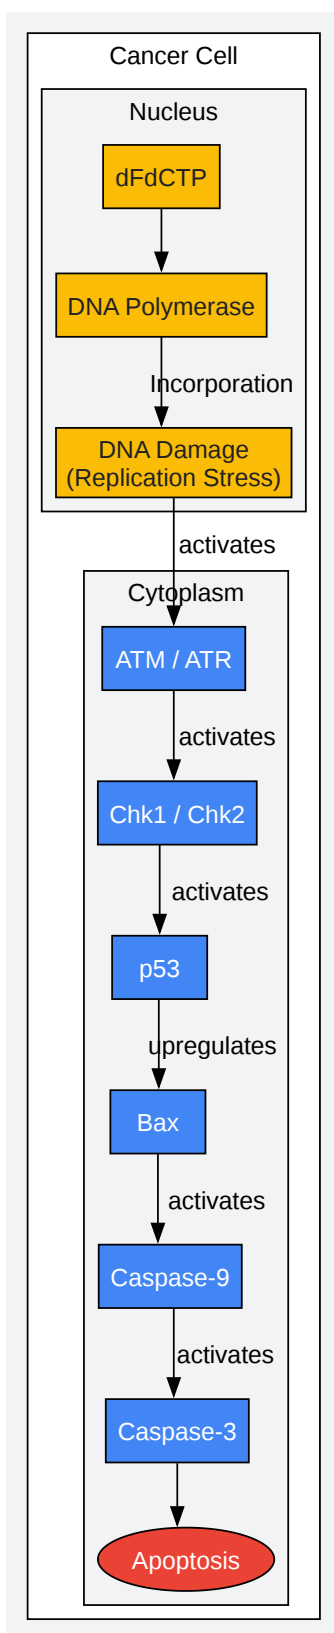 Cancer Cell
Nucleus
dFdCTP
DNA Polymerase
Incorporation
DNA Damage
(Replication Stress)
activates
Cytoplasm
ATM / ATR
activates
Chk1 / Chk2
activates
p53
upregulates
Bax
activates
Caspase-9
activates
Caspase-3
Apoptosis